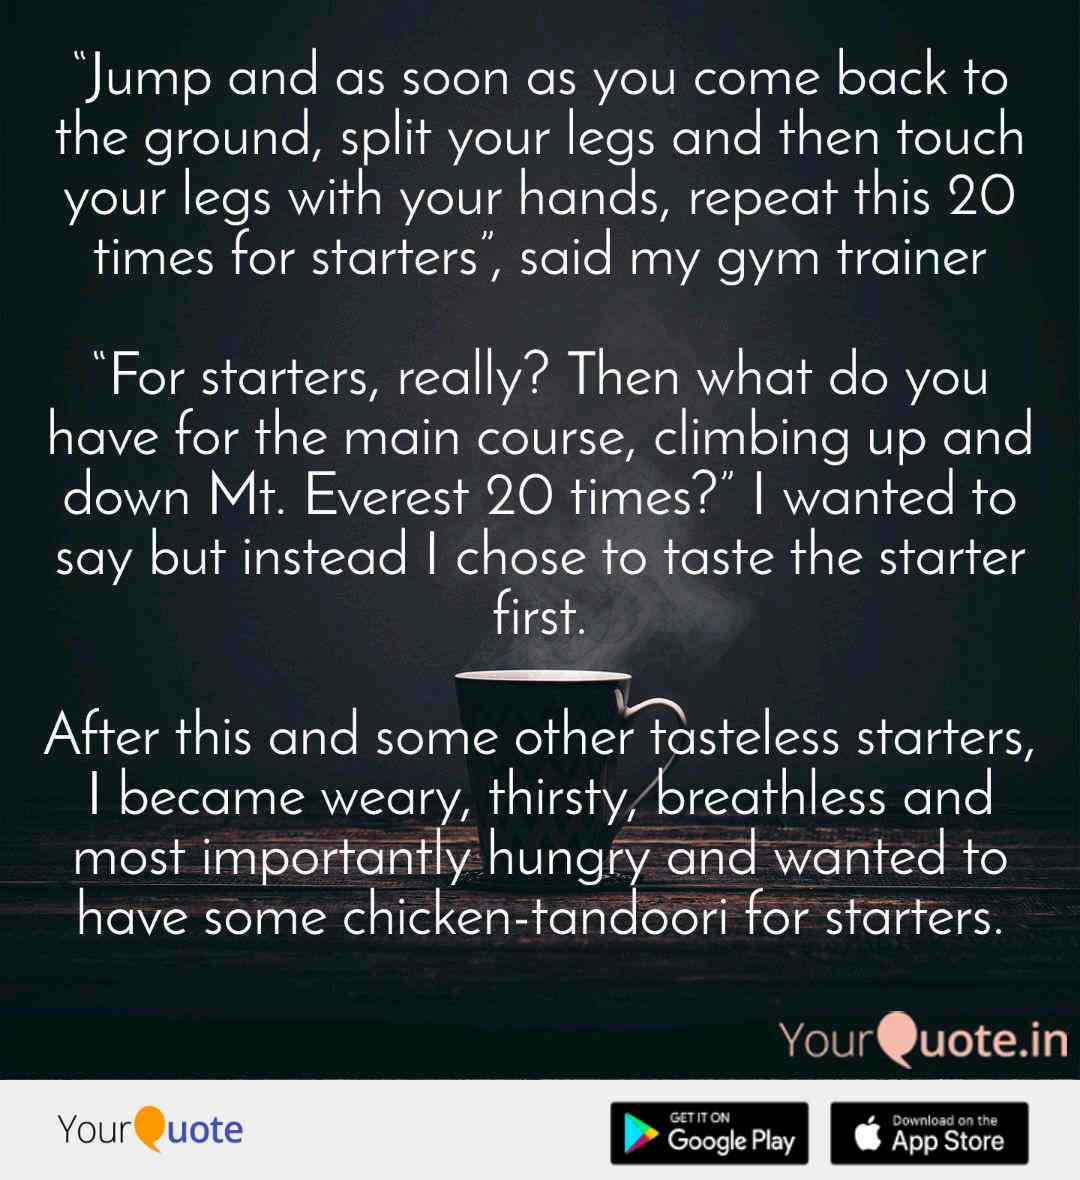 “Jump and as soon as you come back to
the ground, split your legs and then touch
your legs with your hands, repeat this 20
times for starters”, said my gym trainer
“For starters, really? Then what do you
have for the main course, climbing up and
down Mt. Everest 20 times?” I wanted to
say but instead I chose to taste the starter
first.
After this and some other tasteless starters,
I became weary, thirsty, breathless and
most importantly hungry and wanted to
have some chicken-tandoori for starters.
YourQuote.in
YourQuote
GET IT ON
Google Play
Download on the
App Store